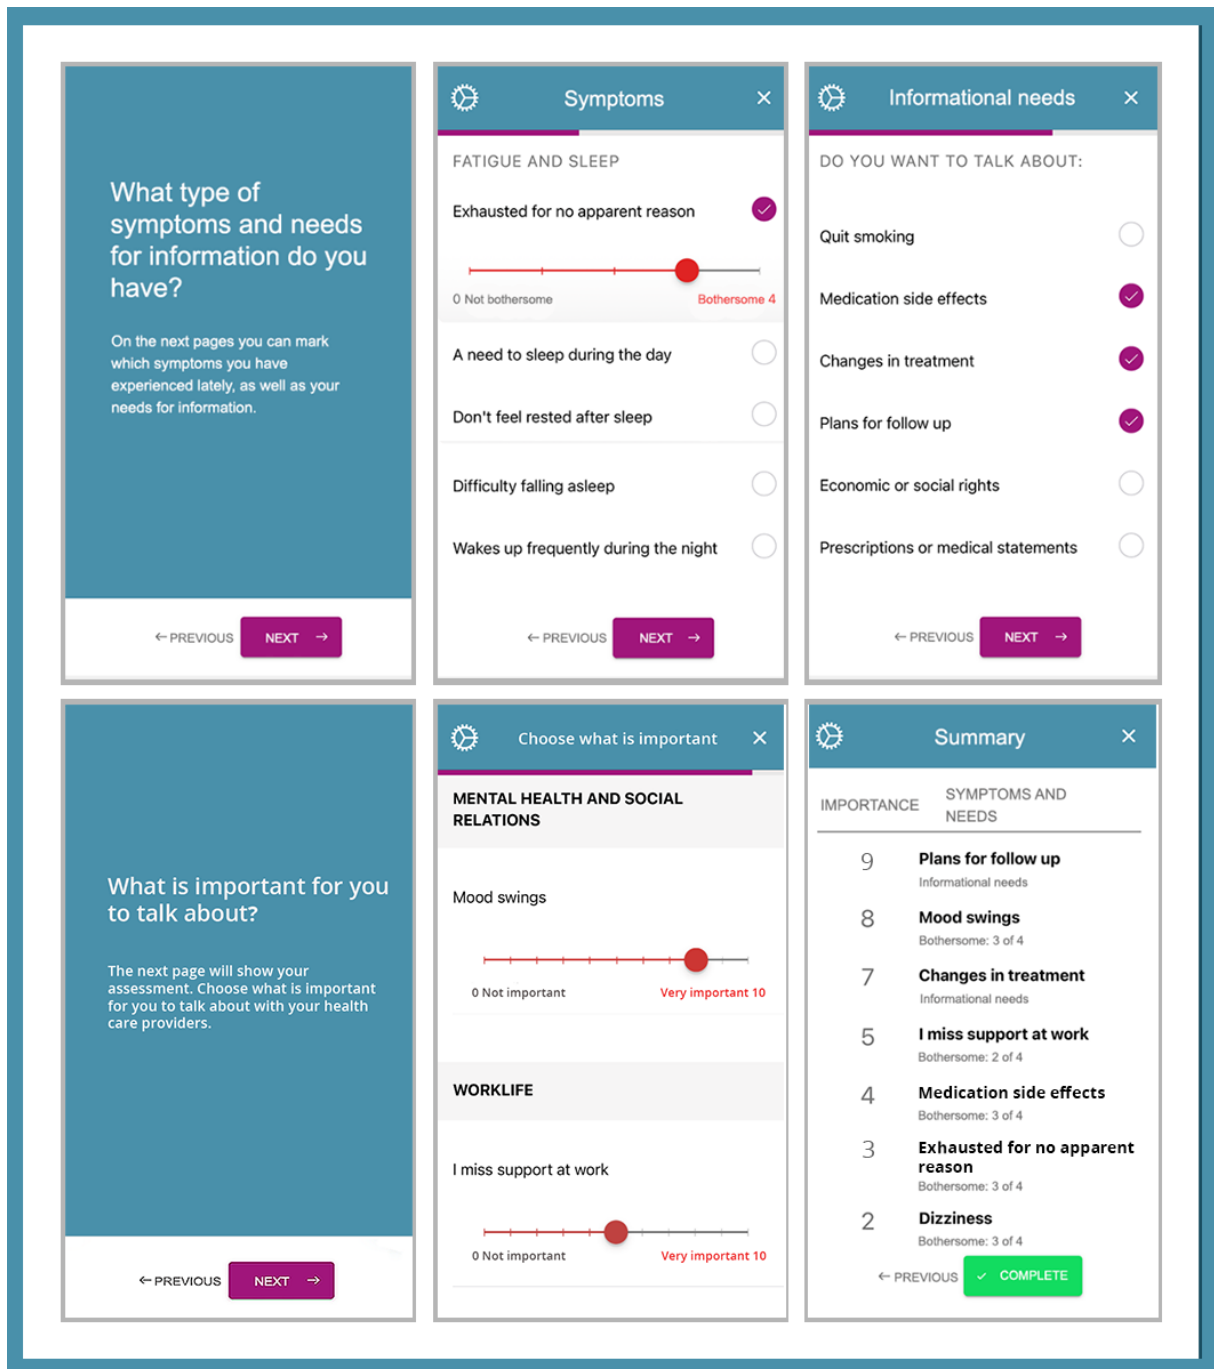 What type of
symptoms and needs
for information do you
have?
On the next pages you can mark
which symptoms you have
experienced lately, as well as your
needs for information.
← PREVIOUS
NEXT →
Symptoms
FATIGUE AND SLEEP
Exhausted for no apparent reason
0 Not bothersome
Bothersome 4
A need to sleep during the day
Don't feel rested after sleep
Difficulty falling asleep
Wakes up frequently during the night
← PREVIOUS
NEXT →
Informational needs
DO YOU WANT TO TALK ABOUT:
Quit smoking
Medication side effects
Changes in treatment
Plans for follow up
Economic or social rights
Prescriptions or medical statements
← PREVIOUS
NEXT →
What is important for you
to talk about?
The next page will show your
assessment. Choose what is important
for you to talk about with your health
care providers.
← PREVIOUS
NEXT →
Choose what is important
MENTAL HEALTH AND SOCIAL
RELATIONS
Mood swings
0 Not important
Very important 10
WORKLIFE
I miss support at work
0 Not important
Very important 10
Summary
IMPORTANCE
SYMPTOMS AND
NEEDS
9 Plans for follow up
Informational needs
8 Mood swings
Bothersome: 3 of 4
7 Changes in treatment
Informational needs
5 I miss support at work
Bothersome: 2 of 4
4 Medication side effects
Bothersome: 3 of 4
3 Exhausted for no apparent
reason
Bothersome: 3 of 4
2 Dizziness
Bothersome: 3 of 4
← PREVIOUS
✓ COMPLETE